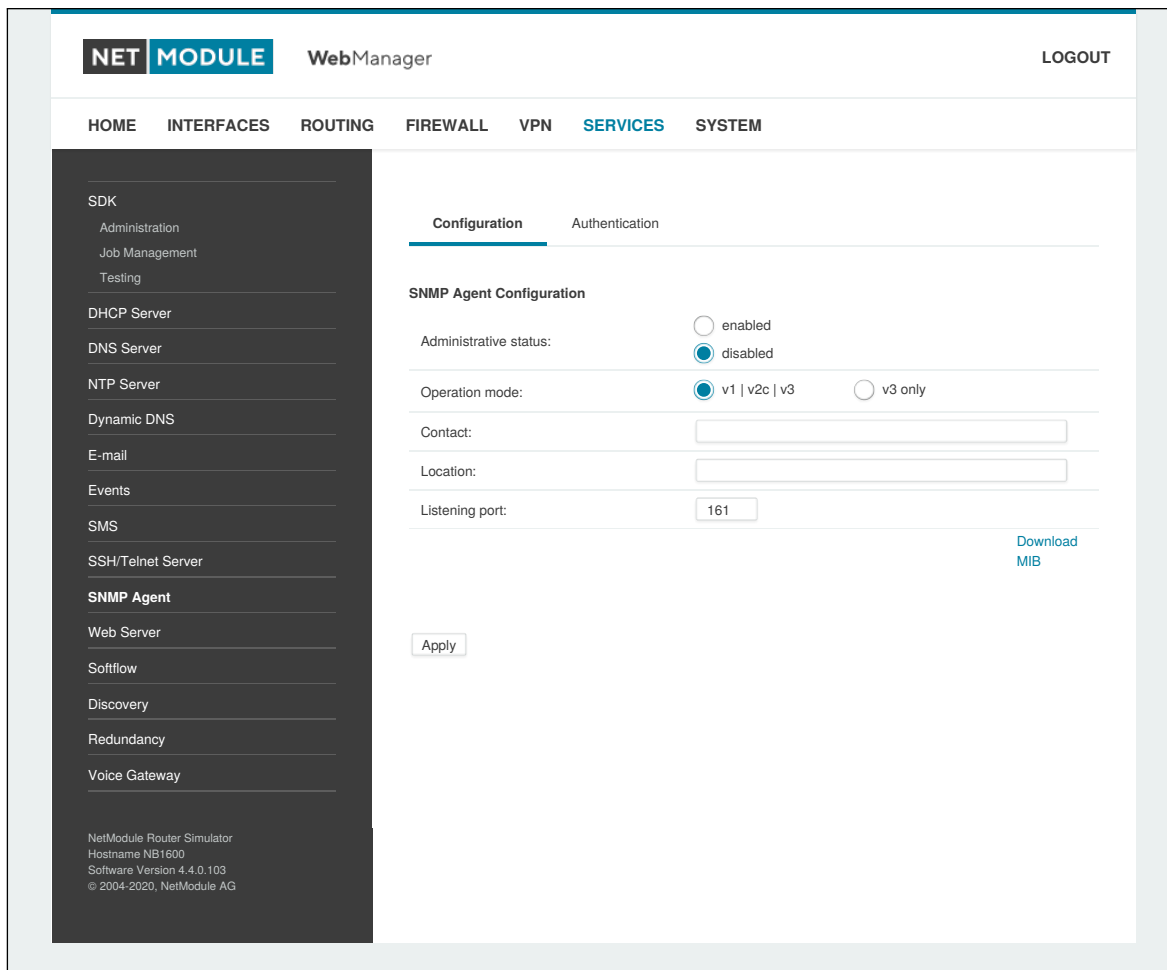 NET MODULE WebManager LOGOUT
HOME INTERFACES ROUTING FIREWALL VPN SERVICES SYSTEM
SDK
Administration
Job Management
Testing
DHCP Server
DNS Server
NTP Server
Dynamic DNS
E-mail
Events
SMS
SSH/Telnet Server
SNMP Agent
Web Server
Softflow
Discovery
Redundancy
Voice Gateway
NetModule Router Simulator
Hostname NB1600
Software Version 4.4.0.103
© 2004-2020, NetModule AG
Configuration Authentication
SNMP Agent Configuration
Administrative status:
enabled
disabled
Operation mode: v1 | v2c | v3 v3 only
Contact:
Location:
Listening port: 161
Download
MIB
Apply